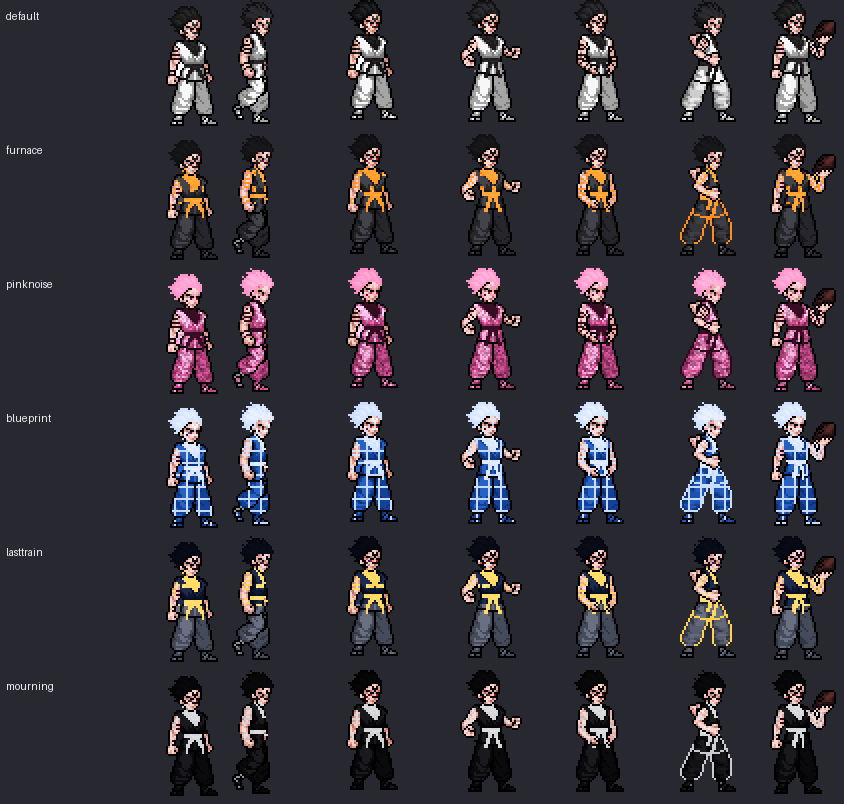 default
furnace
pinknoise
blueprint
lasttrain
mourning